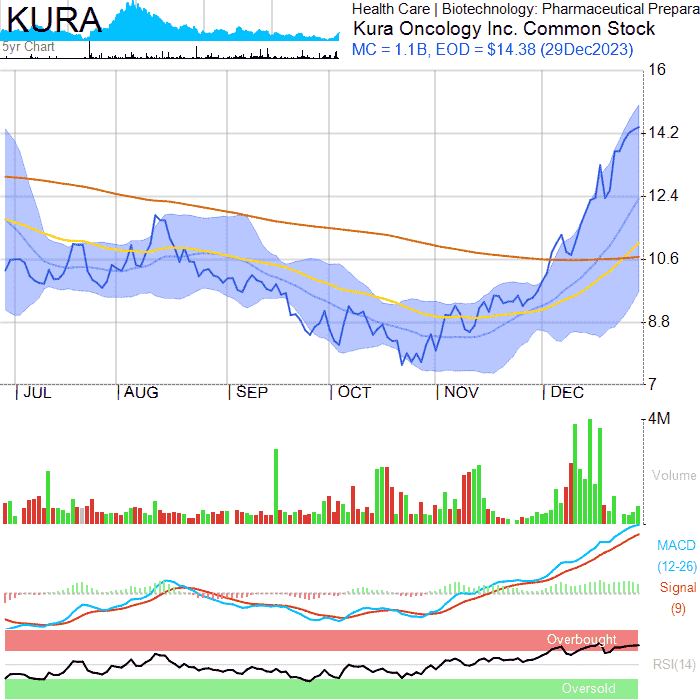 KURA
5yr Chart
Health Care | Biotechnology: Pharmaceutical Prepara
Kura Oncology Inc. Common Stock
MC = 1.1B, EOD = $14.38 (29Dec2023)
16
14.2
12.4
10.6
8.8
7
| JUL | AUG | SEP | OCT | NOV | DEC
4M
Volume
MACD
(12-26)
Signal
(9)
Overbought
RSI(14)
Oversold